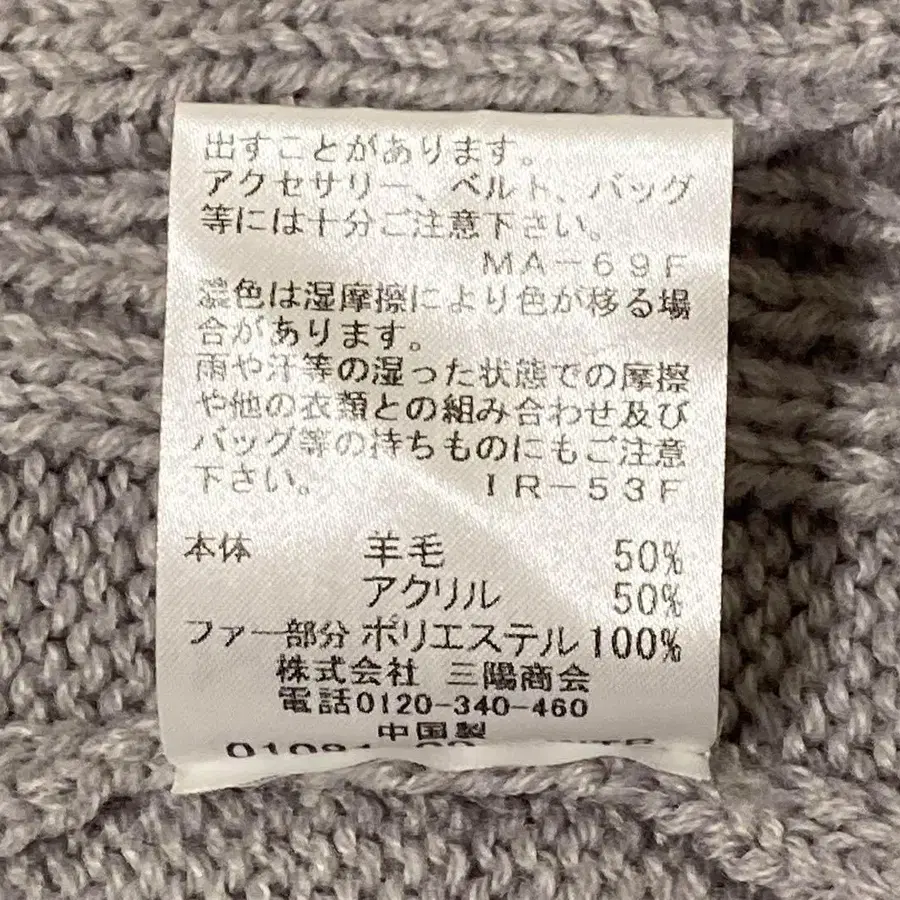 出すことがあります。
アクセサリー、ベルト、バッグ
等には十分ご注意下さい。
MA-69F
濃色は湿摩擦により色が移る場
合があります。
雨や汗等の湿った状態での摩擦
や他の衣類との組み合わせ及び
バッグ等の持ちものにもご注意
下さい。 IR-53F
本体 羊毛 50%
アクリル 50%
ファー部分 ポリエステル 100%
株式会社 三陽商会
電話0120-340-460
中国製